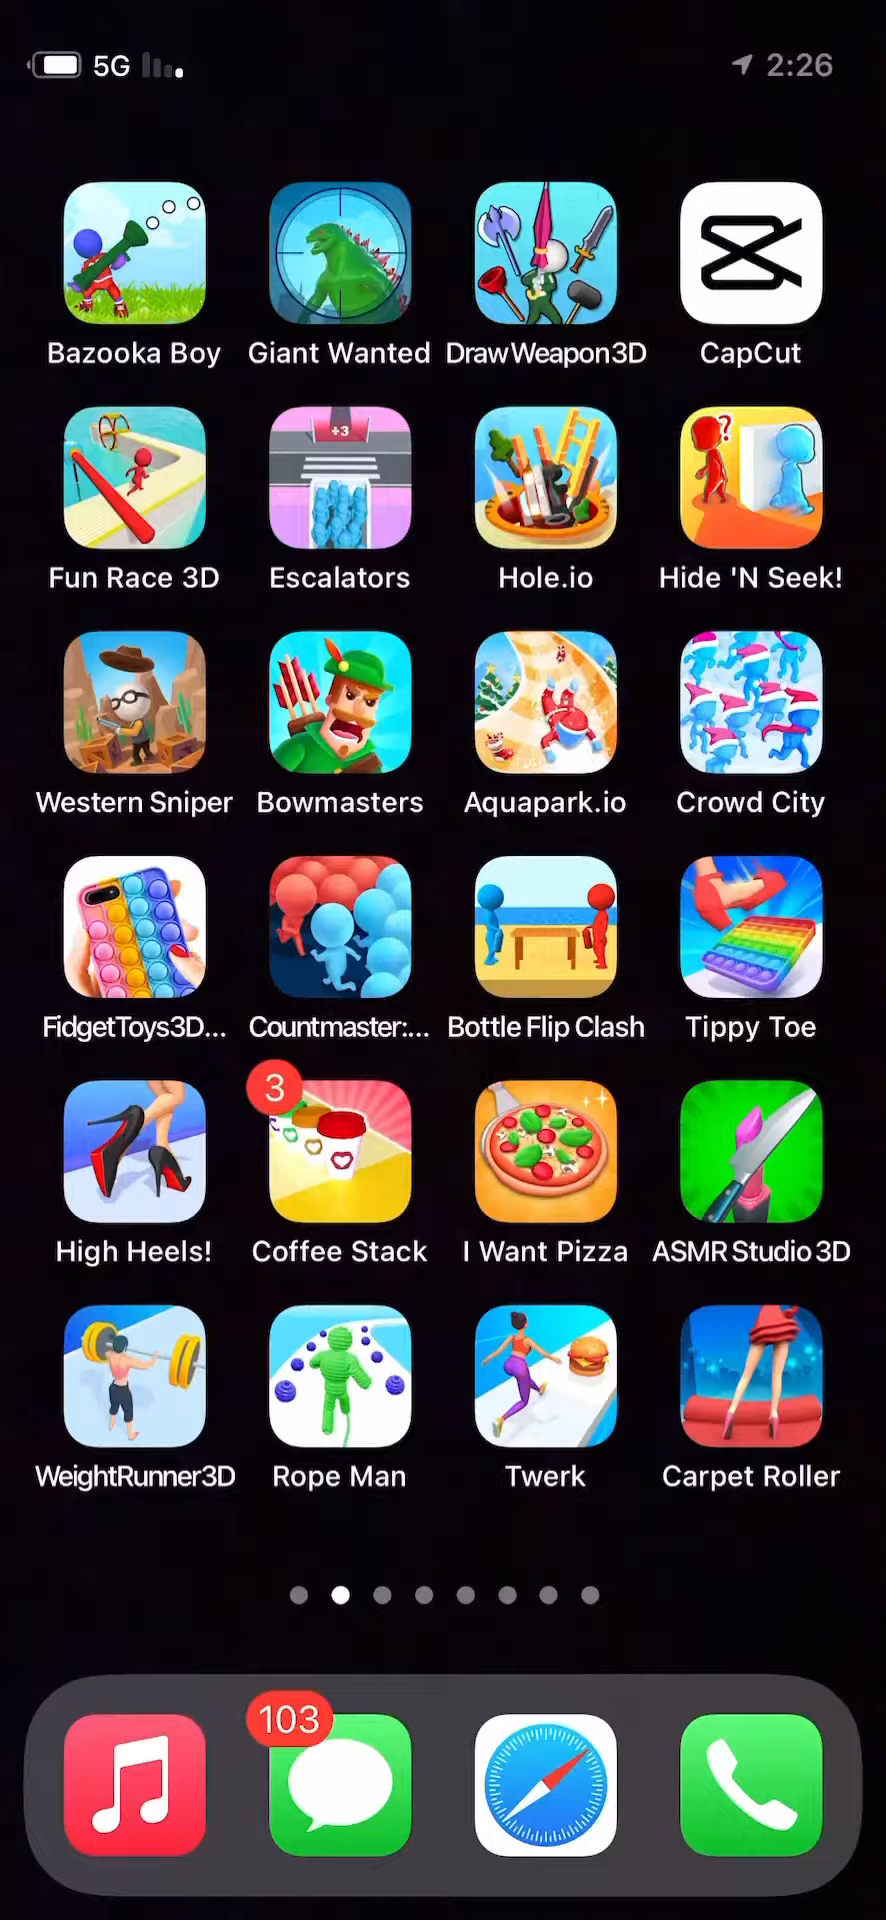 5G 2:26
Bazooka Boy Giant Wanted DrawWeapon3D CapCut
+3 ?
Fun Race 3D Escalators Hole.io Hide 'N Seek!
Western Sniper Bowmasters Aquapark.io Crowd City
FidgetToys3D... Countmaster:... Bottle Flip Clash Tippy Toe
3
High Heels! Coffee Stack I Want Pizza ASMR Studio 3D
WeightRunner3D Rope Man Twerk Carpet Roller
103